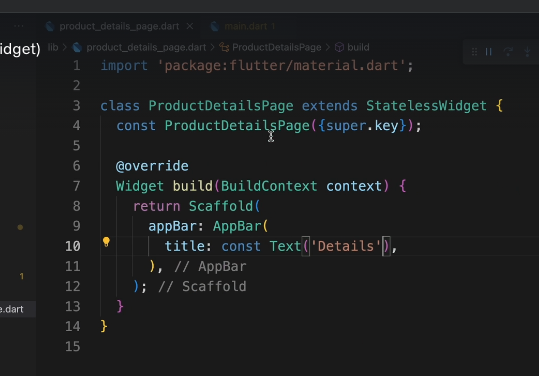 product_details_page.dart main.dart 1
idget) lib > product_details_page.dart > ProductDetailsPage > build
1 import 'package:flutter/material.dart';
2
3 class ProductDetailsPage extends StatelessWidget {
4 const ProductDetailsPage({super.key});
5
6 @override
7 Widget build(BuildContext context) {
8 return Scaffold(
9 appBar: AppBar(
10 title: const Text('Details'),
11 ), // AppBar
12 ); // Scaffold
13 }
14 }
15
1
e.dart